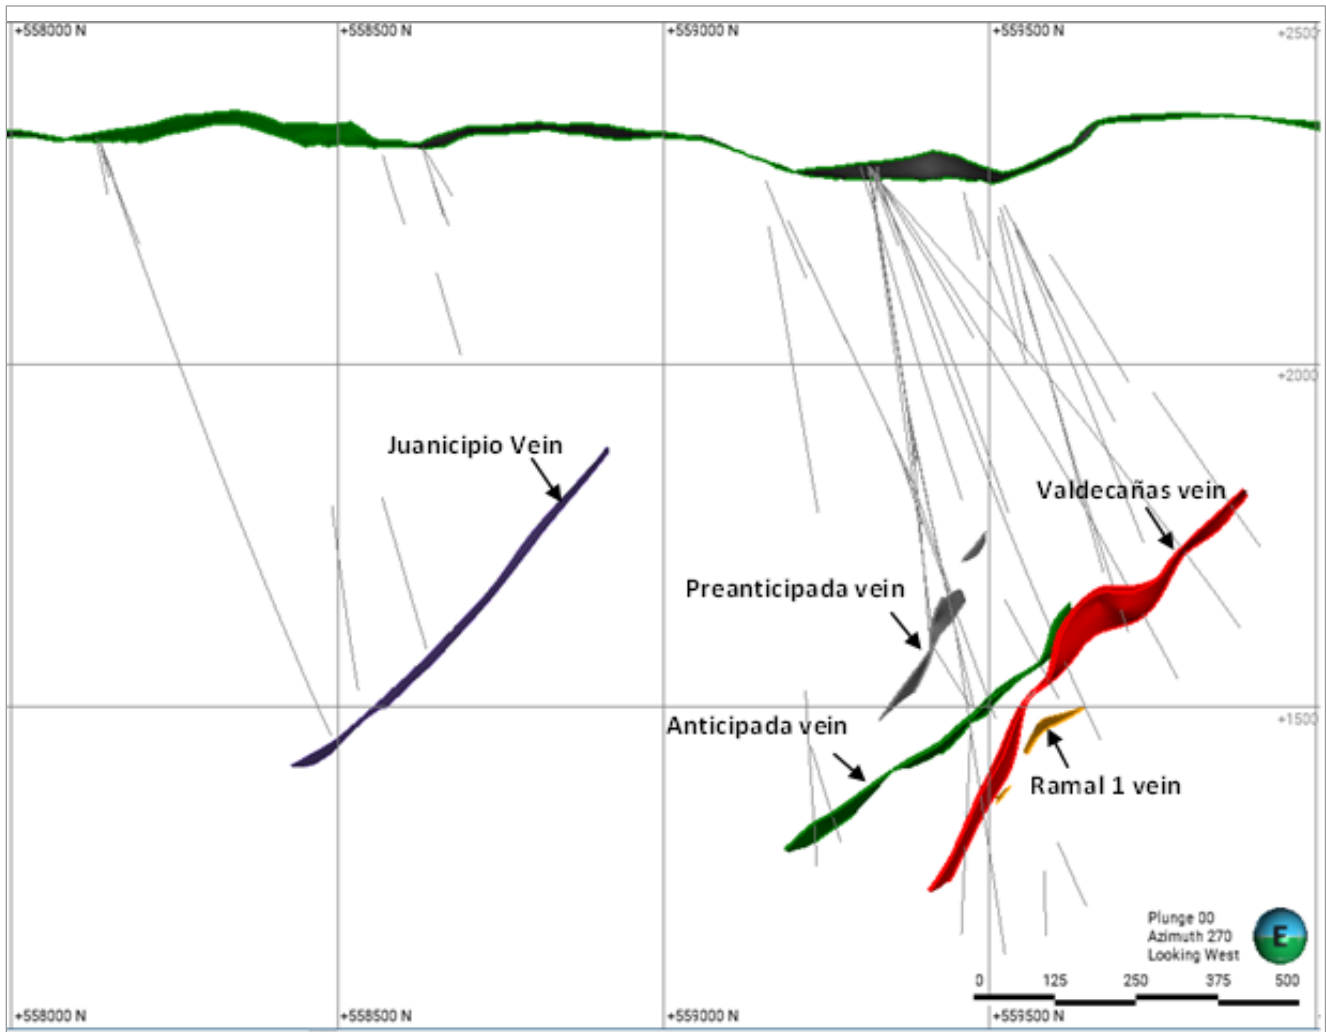 +558000 N
+558500 N
+559000 N
+559500 N
+2500
+2000
Juanicipio Vein
Valdecañas vein
Preanticipada vein
+1500
Anticipada vein
Ramal 1 vein
Plunge 00
Azimuth 270
Looking West
E
0 125 250 375 500
+558000 N
+558500 N
+559000 N
+559500 N